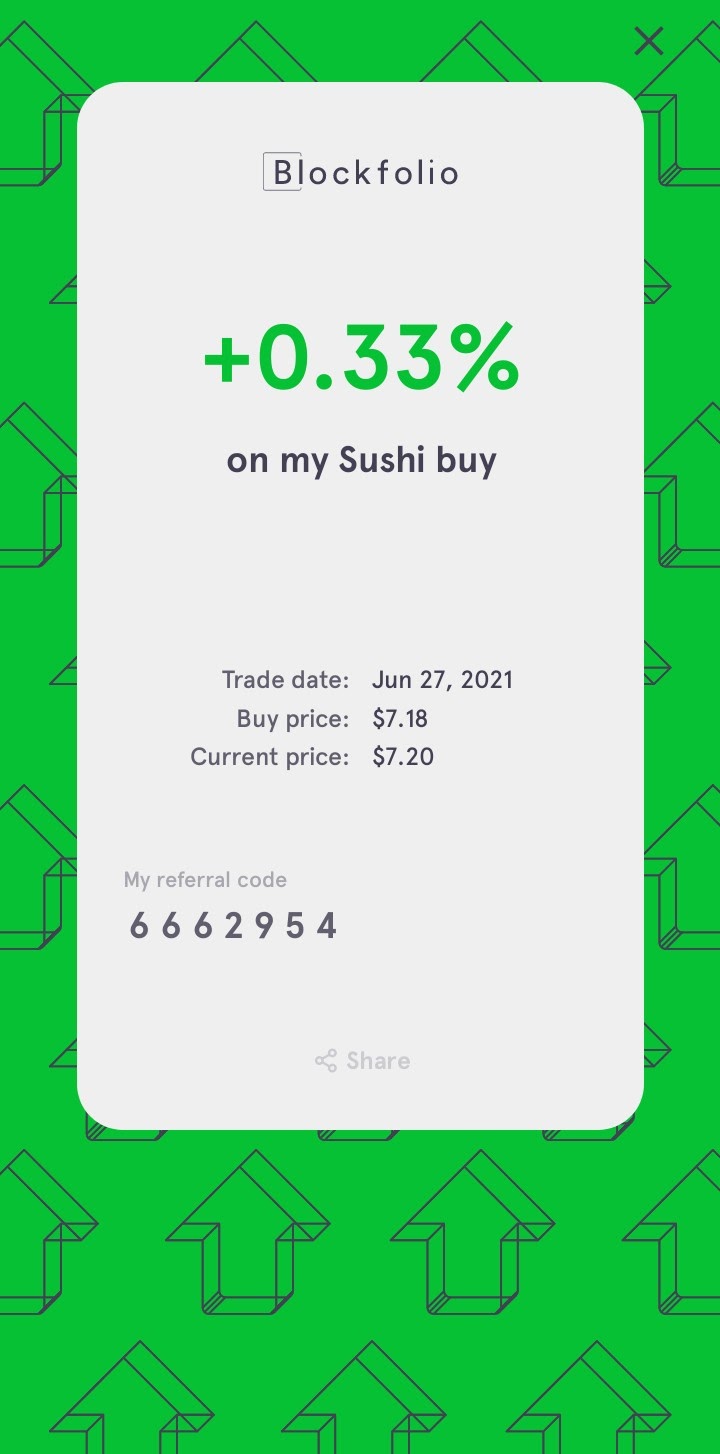 Blockfolio
+0.33%
on my Sushi buy
Trade date: Jun 27, 2021
Buy price: $7.18
Current price: $7.20
My referral code
6662954
Share